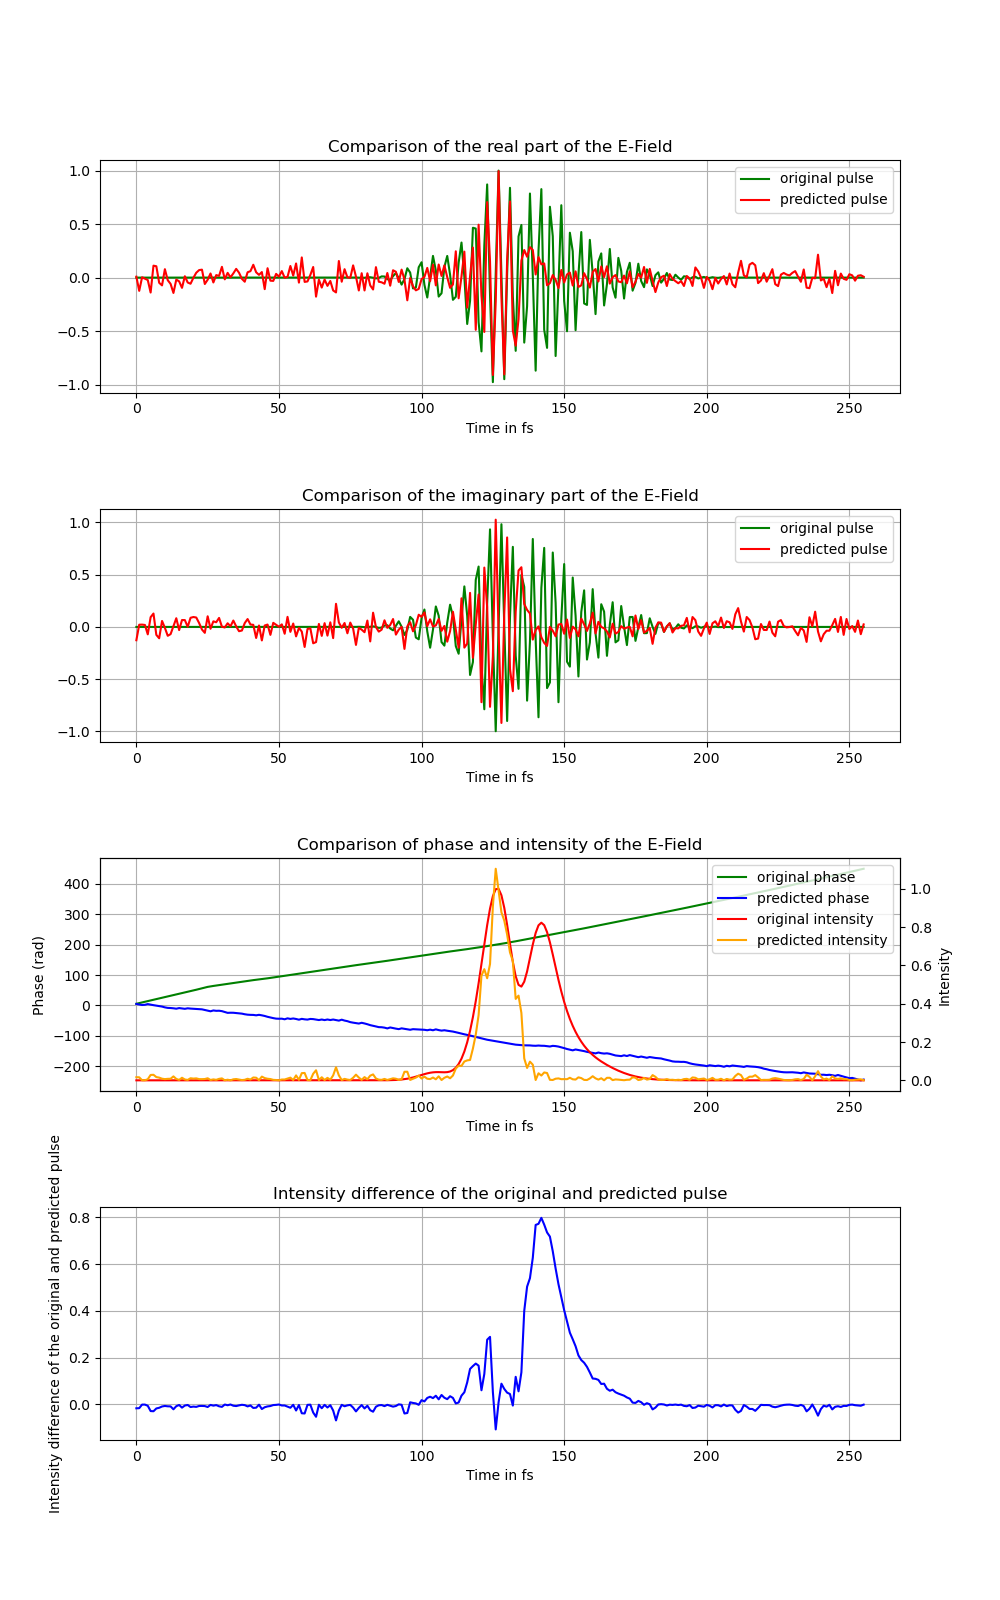 Comparison of the real part of the E-Field
1.0
0.5
0.0
−0.5
−1.0
original pulse
predicted pulse
0 50 100 150 200 250
Time in fs
Comparison of the imaginary part of the E-Field
1.0
0.5
0.0
−0.5
−1.0
original pulse
predicted pulse
0 50 100 150 200 250
Time in fs
Comparison of phase and intensity of the E-Field
Phase (rad)
400
300
200
100
0
−100
−200
original phase
predicted phase
original intensity
predicted intensity
1.0
0.8
0.6
0.4
0.2
0.0
Intensity
0 50 100 150 200 250
Time in fs
Intensity difference of the original and predicted pulse
Intensity difference of the original and predicted pulse
0.8
0.6
0.4
0.2
0.0
0 50 100 150 200 250
Time in fs